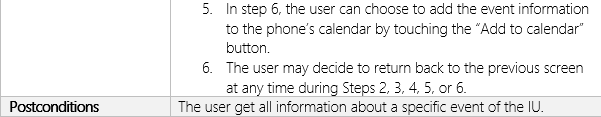 5. In step 6, the user can choose to add the event information
to the phone's calendar by touching the "Add to calendar"
button.
6. The user may decide to return back to the previous screen
at any time during Steps 2, 3, 4, 5, or 6.
Postconditions The user get all information about a specific event of the IU.